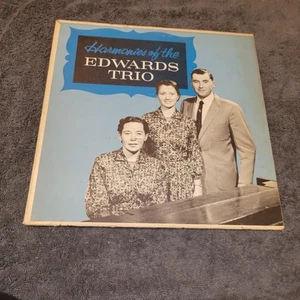 Harmonies of the
EDWARDS
TRIO